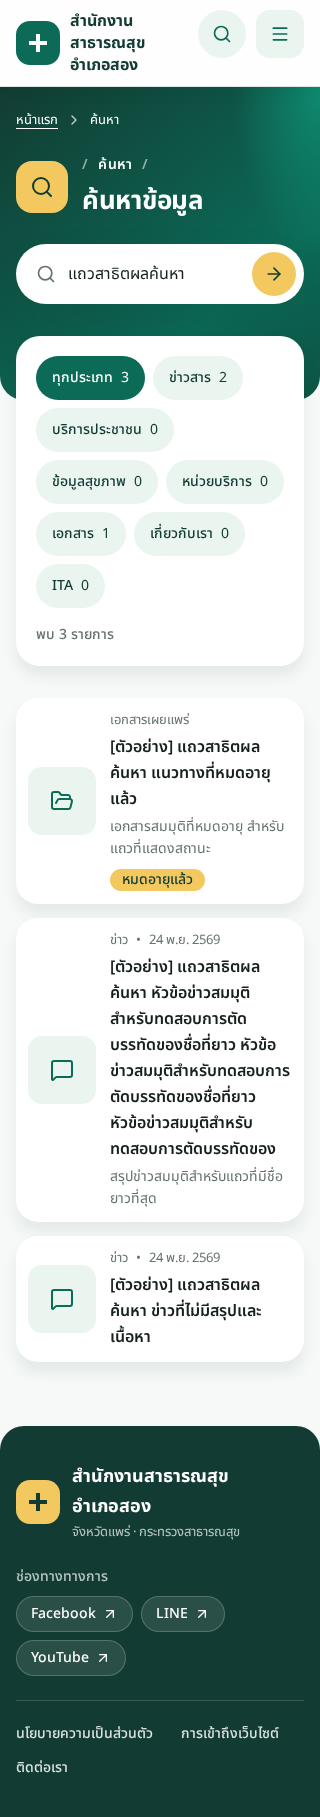 สำนักงาน
สาธารณสุข
อำเภอสอง
หน้าแรก > ค้นหา
/ ค้นหา /
ค้นหาข้อมูล
แถวสาธิตผลค้นหา
ทุกประเภท 3
ข่าวสาร 2
บริการประชาชน 0
ข้อมูลสุขภาพ 0
หน่วยบริการ 0
เอกสาร 1
เกี่ยวกับเรา 0
ITA 0
พบ 3 รายการ
เอกสารเผยแพร่
[ตัวอย่าง] แถวสาธิตผล
ค้นหา แนวทางที่หมดอายุ
แล้ว
เอกสารสมมุติที่หมดอายุ สำหรับ
แถวที่แสดงสถานะ
หมดอายุแล้ว
ข่าว • 24 พ.ย. 2569
[ตัวอย่าง] แถวสาธิตผล
ค้นหา หัวข้อข่าวสมมุติ
สำหรับทดสอบการตัด
บรรทัดของชื่อที่ยาว หัวข้อ
ข่าวสมมุติสำหรับทดสอบการ
ตัดบรรทัดของชื่อที่ยาว
หัวข้อข่าวสมมุติสำหรับ
ทดสอบการตัดบรรทัดของ
สรุปข่าวสมมุติสำหรับแถวที่มีชื่อ
ยาวที่สุด
ข่าว • 24 พ.ย. 2569
[ตัวอย่าง] แถวสาธิตผล
ค้นหา ข่าวที่ไม่มีสรุปและ
เนื้อหา
สำนักงานสาธารณสุข
อำเภอสอง
จังหวัดแพร่ · กระทรวงสาธารณสุข
ช่องทางทางการ
Facebook
LINE
YouTube
นโยบายความเป็นส่วนตัว
การเข้าถึงเว็บไซต์
ติดต่อเรา